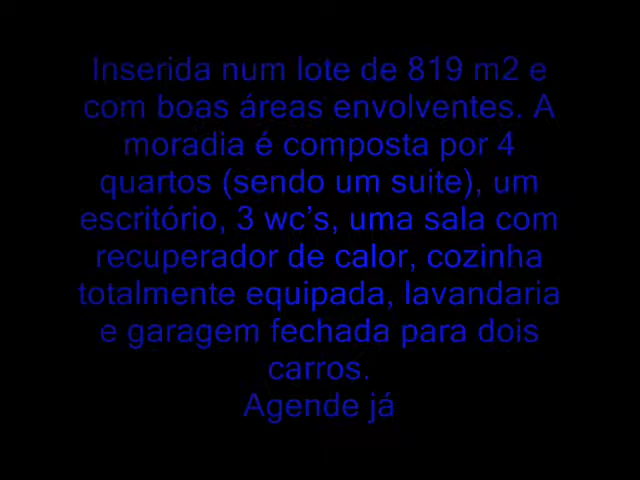 Inserida num lote de 819 m2 e
com boas áreas envolventes. A
moradia é composta por 4
quartos (sendo um suite), um
escritório, 3 wc’s, uma sala com
recuperador de calor, cozinha
totalmente equipada, lavandaria
e garagem fechada para dois
carros.
Agende já